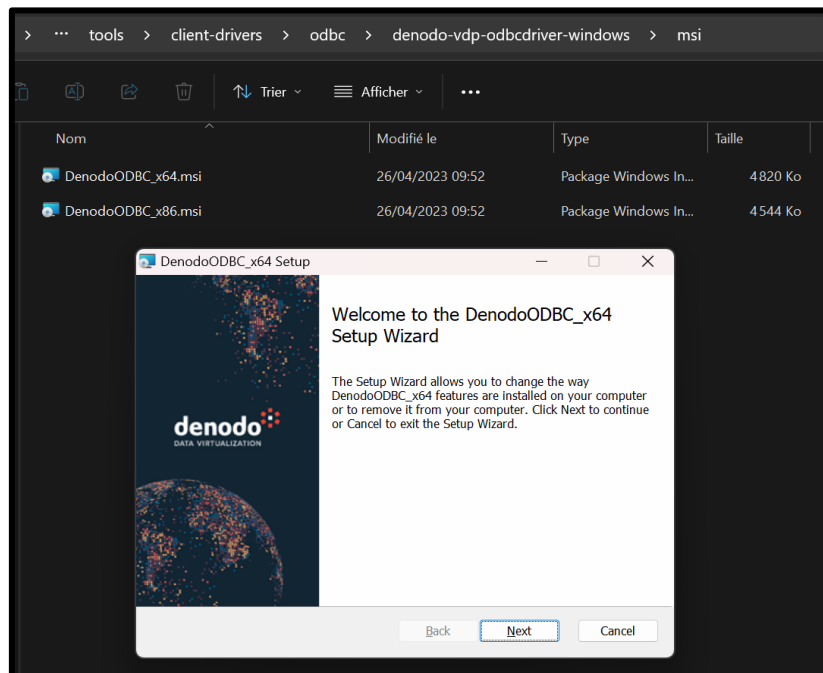 > ... tools > client-drivers > odbc > denodo-vdp-odbcdriver-windows > msi
Trier Afficher ...
Nom Modifié le Type Taille
DenodoODBC_x64.msi 26/04/2023 09:52 Package Windows In... 4 820 Ko
DenodoODBC_x86.msi 26/04/2023 09:52 Package Windows In... 4 544 Ko
DenodoODBC_x64 Setup
Welcome to the DenodoODBC_x64
Setup Wizard
The Setup Wizard allows you to change the way
DenodoODBC_x64 features are installed on your computer
or to remove it from your computer. Click Next to continue
or Cancel to exit the Setup Wizard.
denodo
DATA VIRTUALIZATION
Back Next Cancel